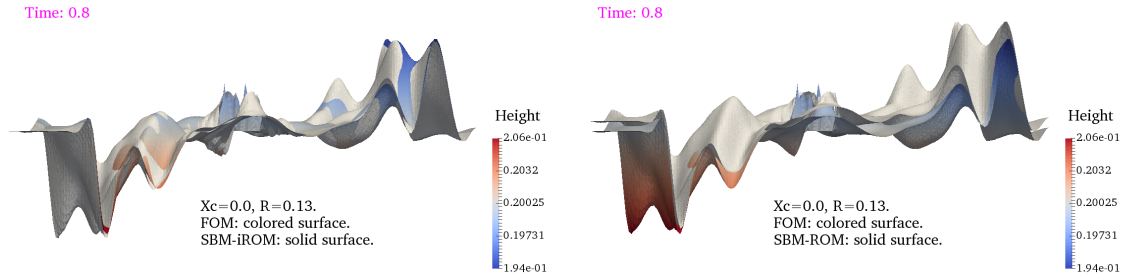 Time: 0.8
Height
2.06e-01
0.2032
0.20025
0.19731
1.94e-01
Xc=0.0, R=0.13.
FOM: colored surface.
SBM-iROM: solid surface.
Time: 0.8
Height
2.06e-01
0.2032
0.20025
0.19731
1.94e-01
Xc=0.0, R=0.13.
FOM: colored surface.
SBM-ROM: solid surface.